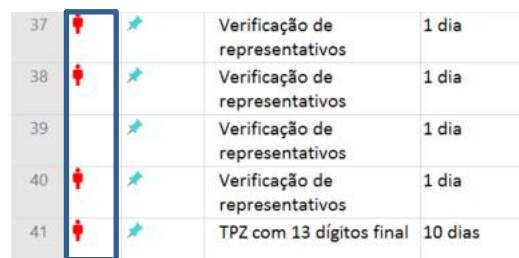 37 Verificação de 1 dia
representativos
38 Verificação de 1 dia
representativos
39 Verificação de 1 dia
representativos
40 Verificação de 1 dia
representativos
41 TPZ com 13 dígitos final 10 dias